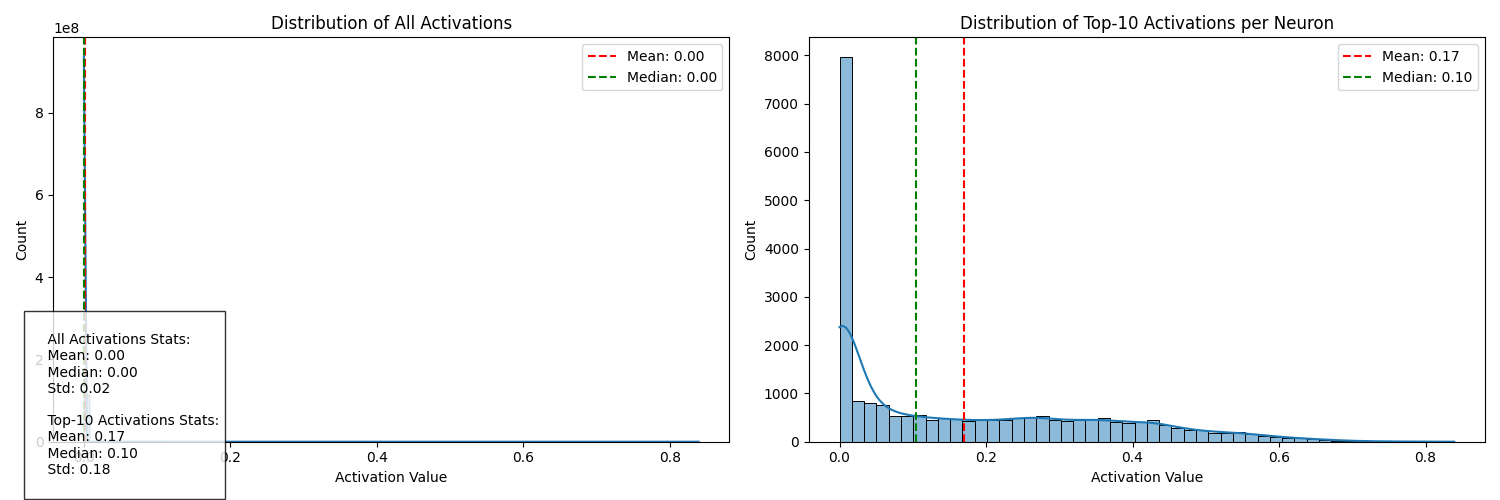 Distribution of All Activations
1e8
Mean: 0.00
Median: 0.00
8
6
4
2
0
Count
0.2
0.4
0.6
0.8
Activation Value
All Activations Stats:
Mean: 0.00
Median: 0.00
Std: 0.02
Top-10 Activations Stats:
Mean: 0.17
Median: 0.10
Std: 0.18
Distribution of Top-10 Activations per Neuron
Mean: 0.17
Median: 0.10
8000
7000
6000
5000
4000
3000
2000
1000
0
Count
0.0
0.2
0.4
0.6
0.8
Activation Value